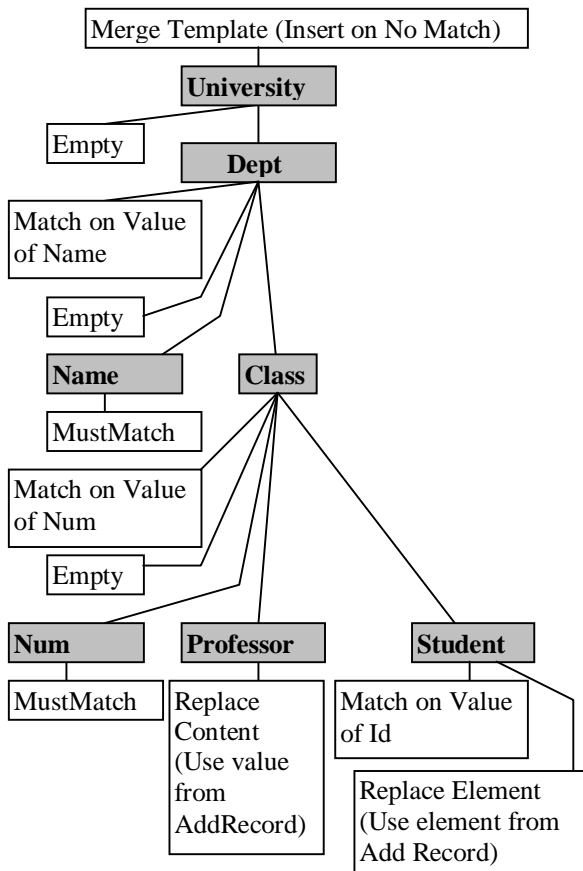 Merge Template (Insert on No Match)
University
Empty
Dept
Match on Value
of Name
Empty
Name
Class
MustMatch
Match on Value
of Num
Empty
Num
Professor
Student
MustMatch
Replace
Content
(Use value
from
AddRecord)
Match on Value
of Id
Replace Element
(Use element from
Add Record)